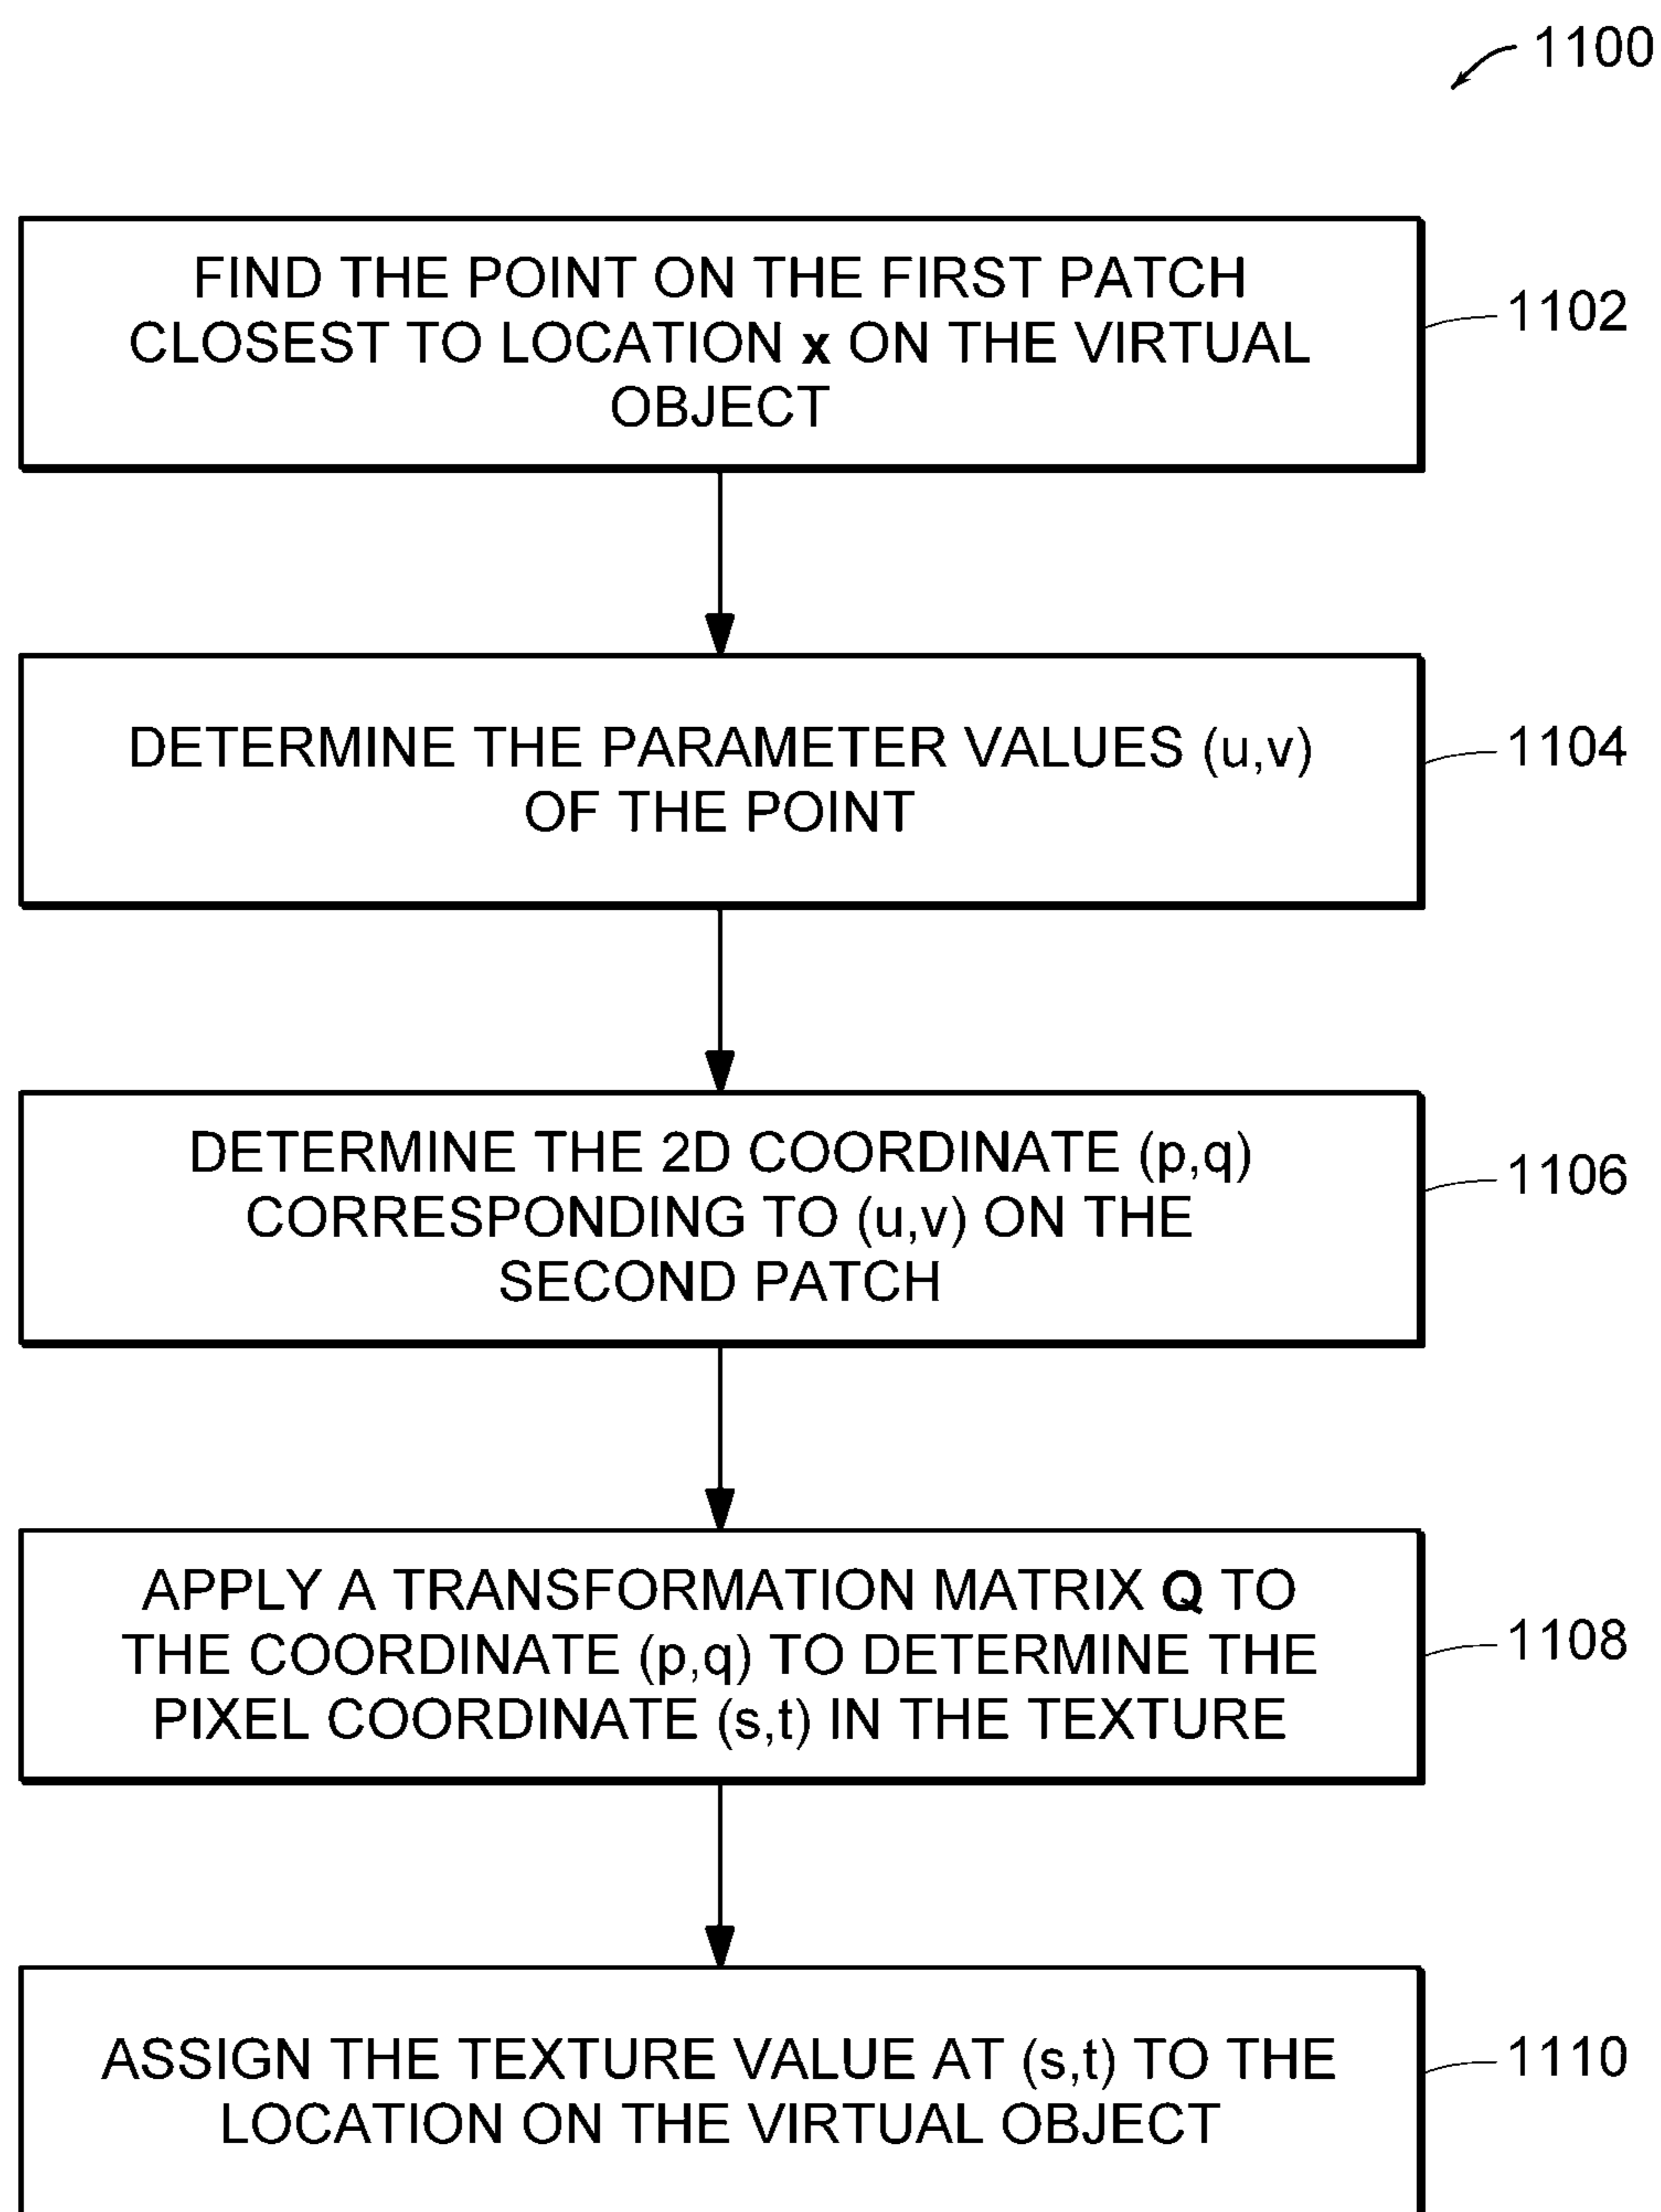 1100
FIND THE POINT ON THE FIRST PATCH
CLOSEST TO LOCATION x ON THE VIRTUAL
OBJECT
1102
DETERMINE THE PARAMETER VALUES (u,v)
OF THE POINT
1104
DETERMINE THE 2D COORDINATE (p,q)
CORRESPONDING TO (u,v) ON THE
SECOND PATCH
1106
APPLY A TRANSFORMATION MATRIX Q TO
THE COORDINATE (p,q) TO DETERMINE THE
PIXEL COORDINATE (s,t) IN THE TEXTURE
1108
ASSIGN THE TEXTURE VALUE AT (s,t) TO THE
LOCATION ON THE VIRTUAL OBJECT
1110